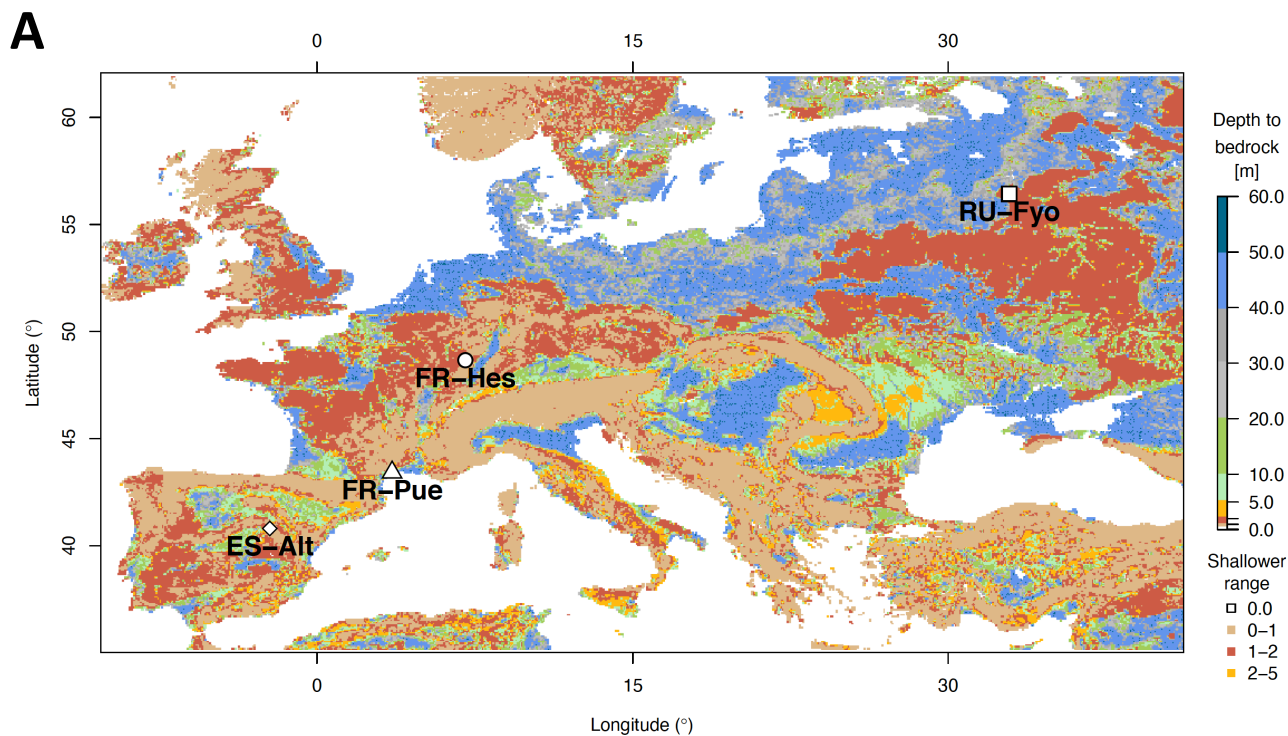 A
0 15 30
60
55
50
45
40
Latitude (°)
RU–Fyo
FR–Hes
FR–Pue
ES–Alt
0 15 30
Longitude (°)
Depth to
bedrock
[m]
60.0
50.0
40.0
30.0
20.0
10.0
5.0
0.0
Shallower
range
0.0
0–1
1–2
2–5